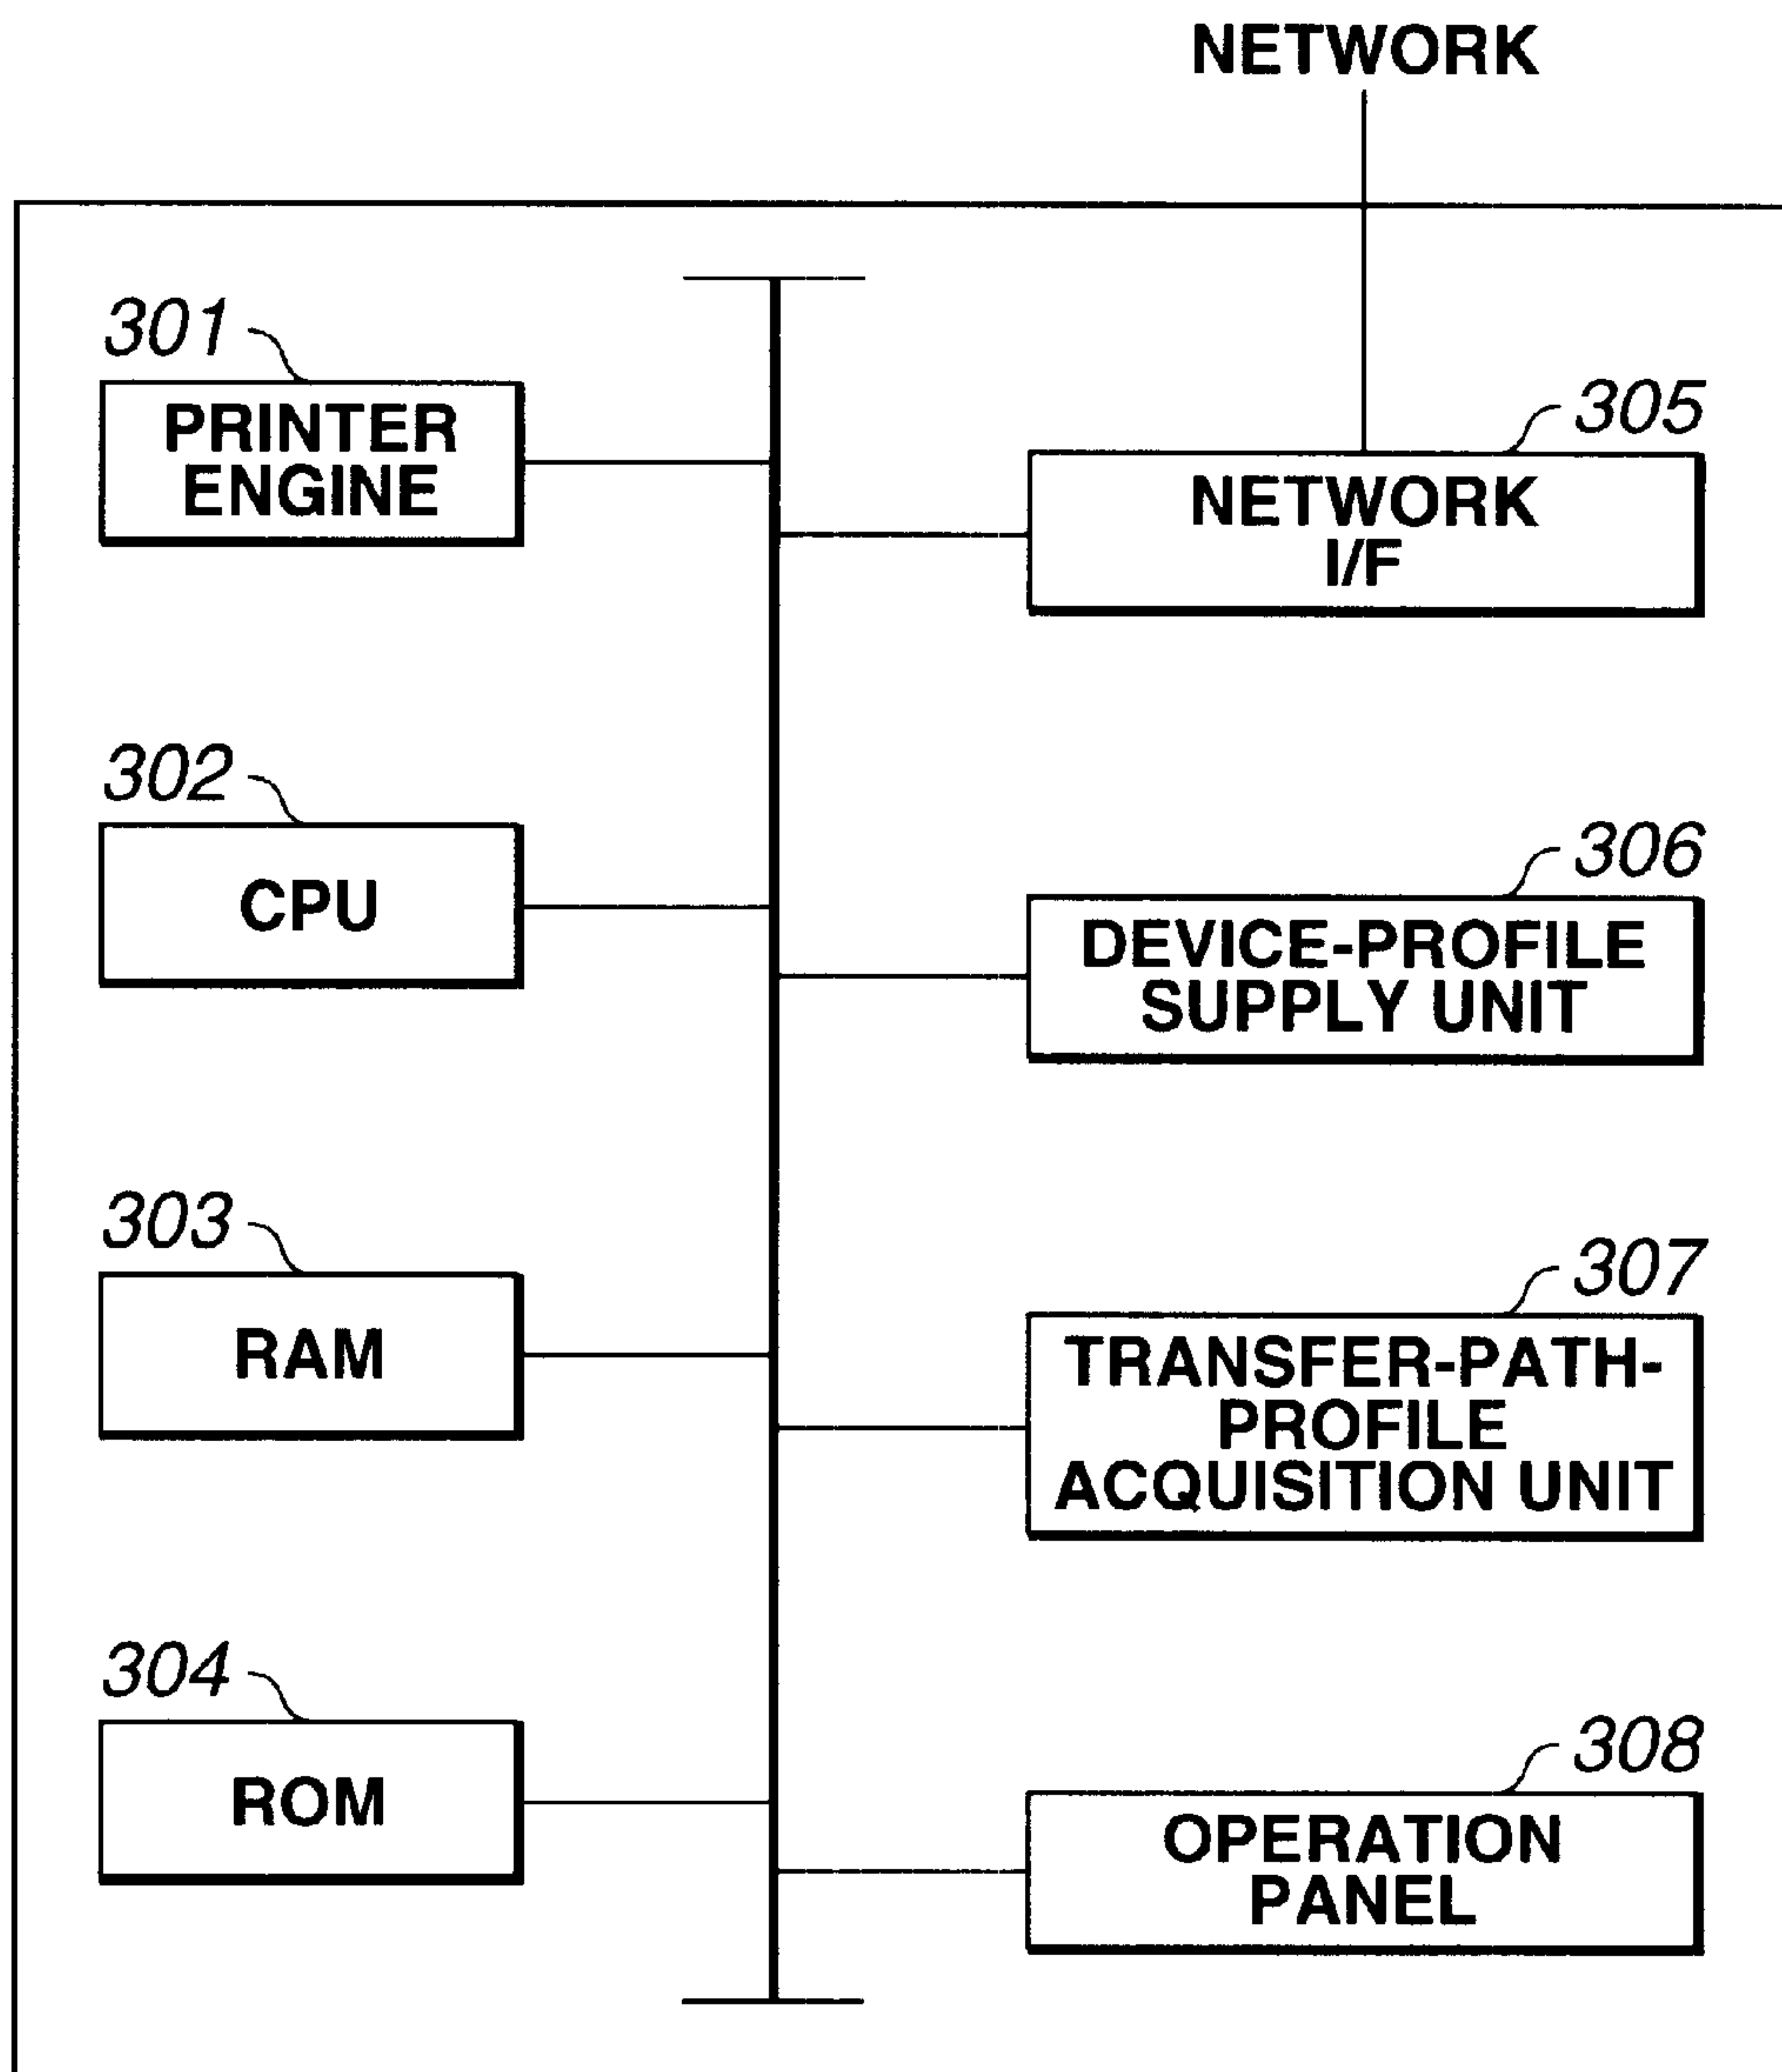 NETWORK
301
PRINTER
ENGINE
305
NETWORK
I/F
302
CPU
306
DEVICE-PROFILE
SUPPLY UNIT
303
RAM
307
TRANSFER-PATH-
PROFILE
ACQUISITION UNIT
304
ROM
308
OPERATION
PANEL